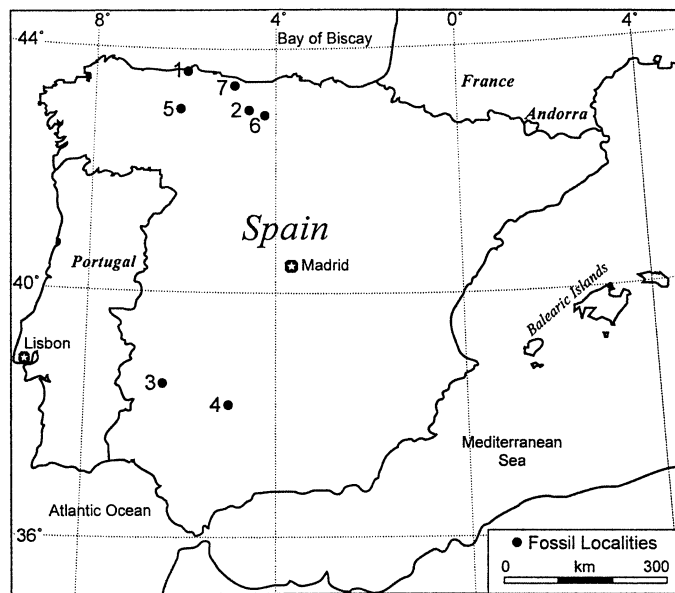 8° 0° 4°
44°
Bay of Biscay
1
7
France
5
2
6
Andorra
Spain
Portugal
Madrid
40°
Balearic Islands
Lisbon
3
4
Mediterranean
Sea
Atlantic Ocean
36°
Fossil Localities
0 km 300